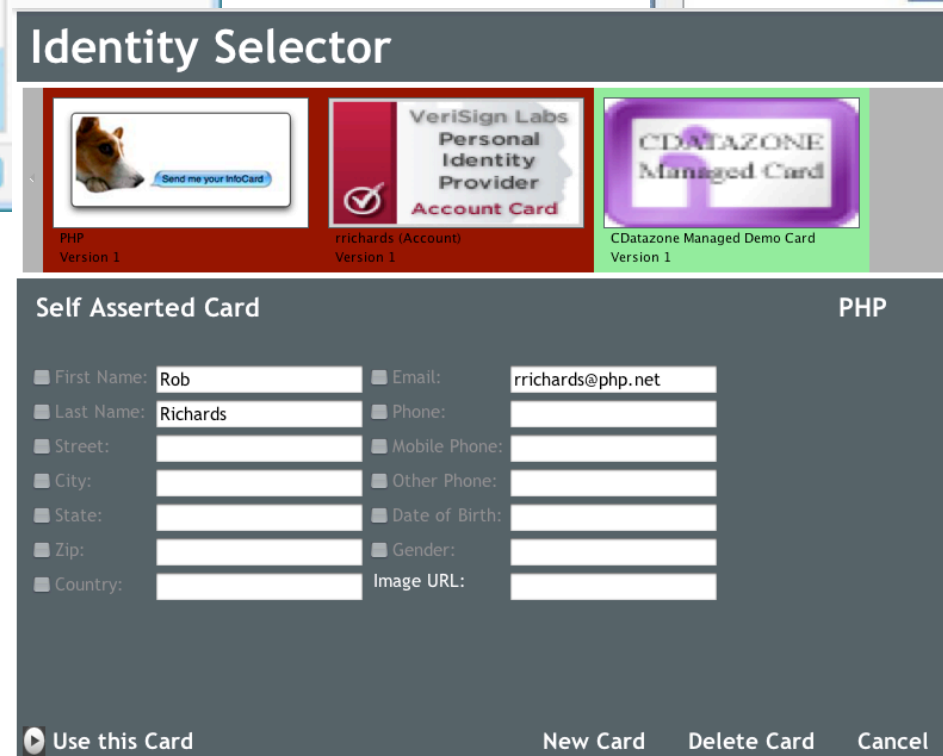 Identity Selector
Send me your InfoCard
PHP
Version 1
VeriSign Labs
Personal
Identity
Provider
Account Card
rrichards (Account)
Version 1
CDATAZONE
Managed Card
CDatazone Managed Demo Card
Version 1
Self Asserted Card PHP
First Name: Rob Email: rrichards@php.net
Last Name: Richards Phone:
Street: Mobile Phone:
City: Other Phone:
State: Date of Birth:
Zip: Gender:
Country: Image URL:
Use this Card New Card Delete Card Cancel